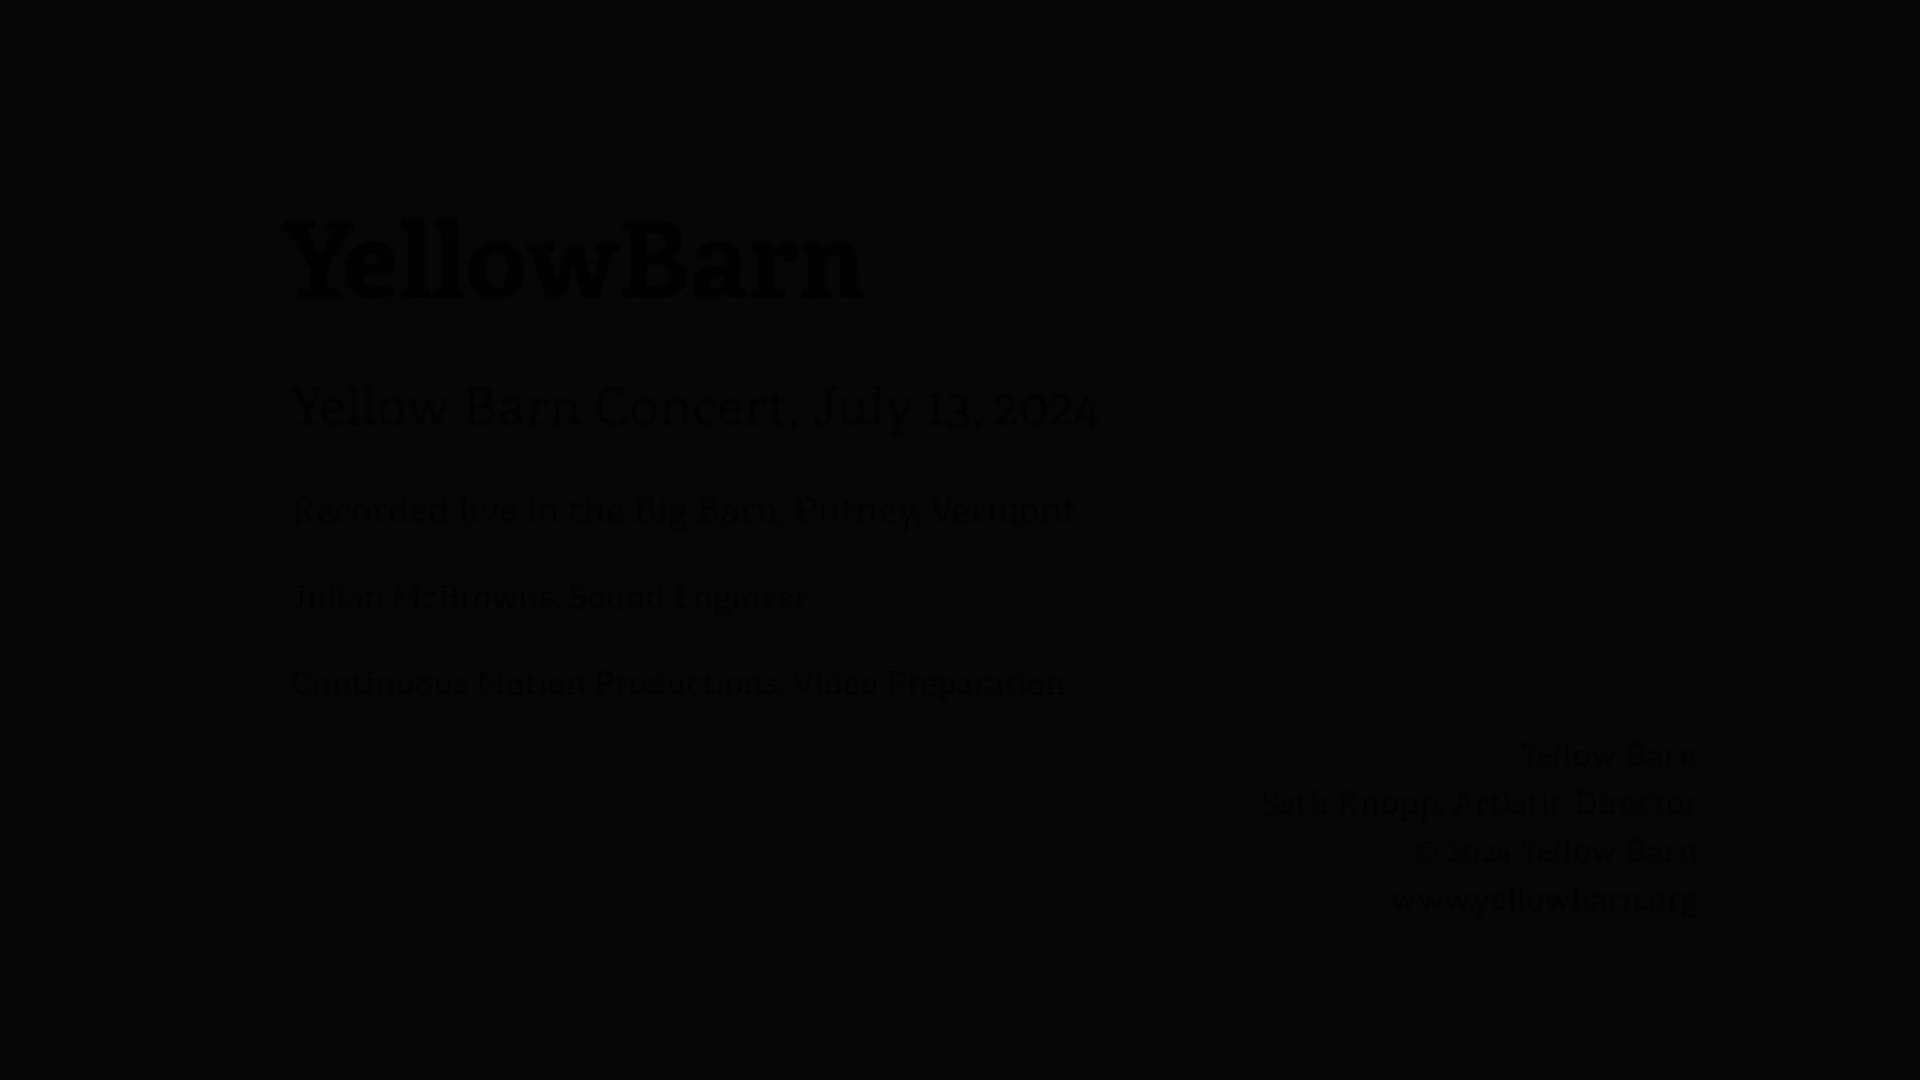 YellowBarn
Yellow Barn Concert, July 13, 2024
Recorded live in the Big Barn, Putney, Vermont
Julian McBrowne, Sound Engineer
Continuous Motion Productions, Video Preparation
Yellow Barn
Seth Knopp, Artistic Director
© 2024 Yellow Barn
www.yellowbarn.org